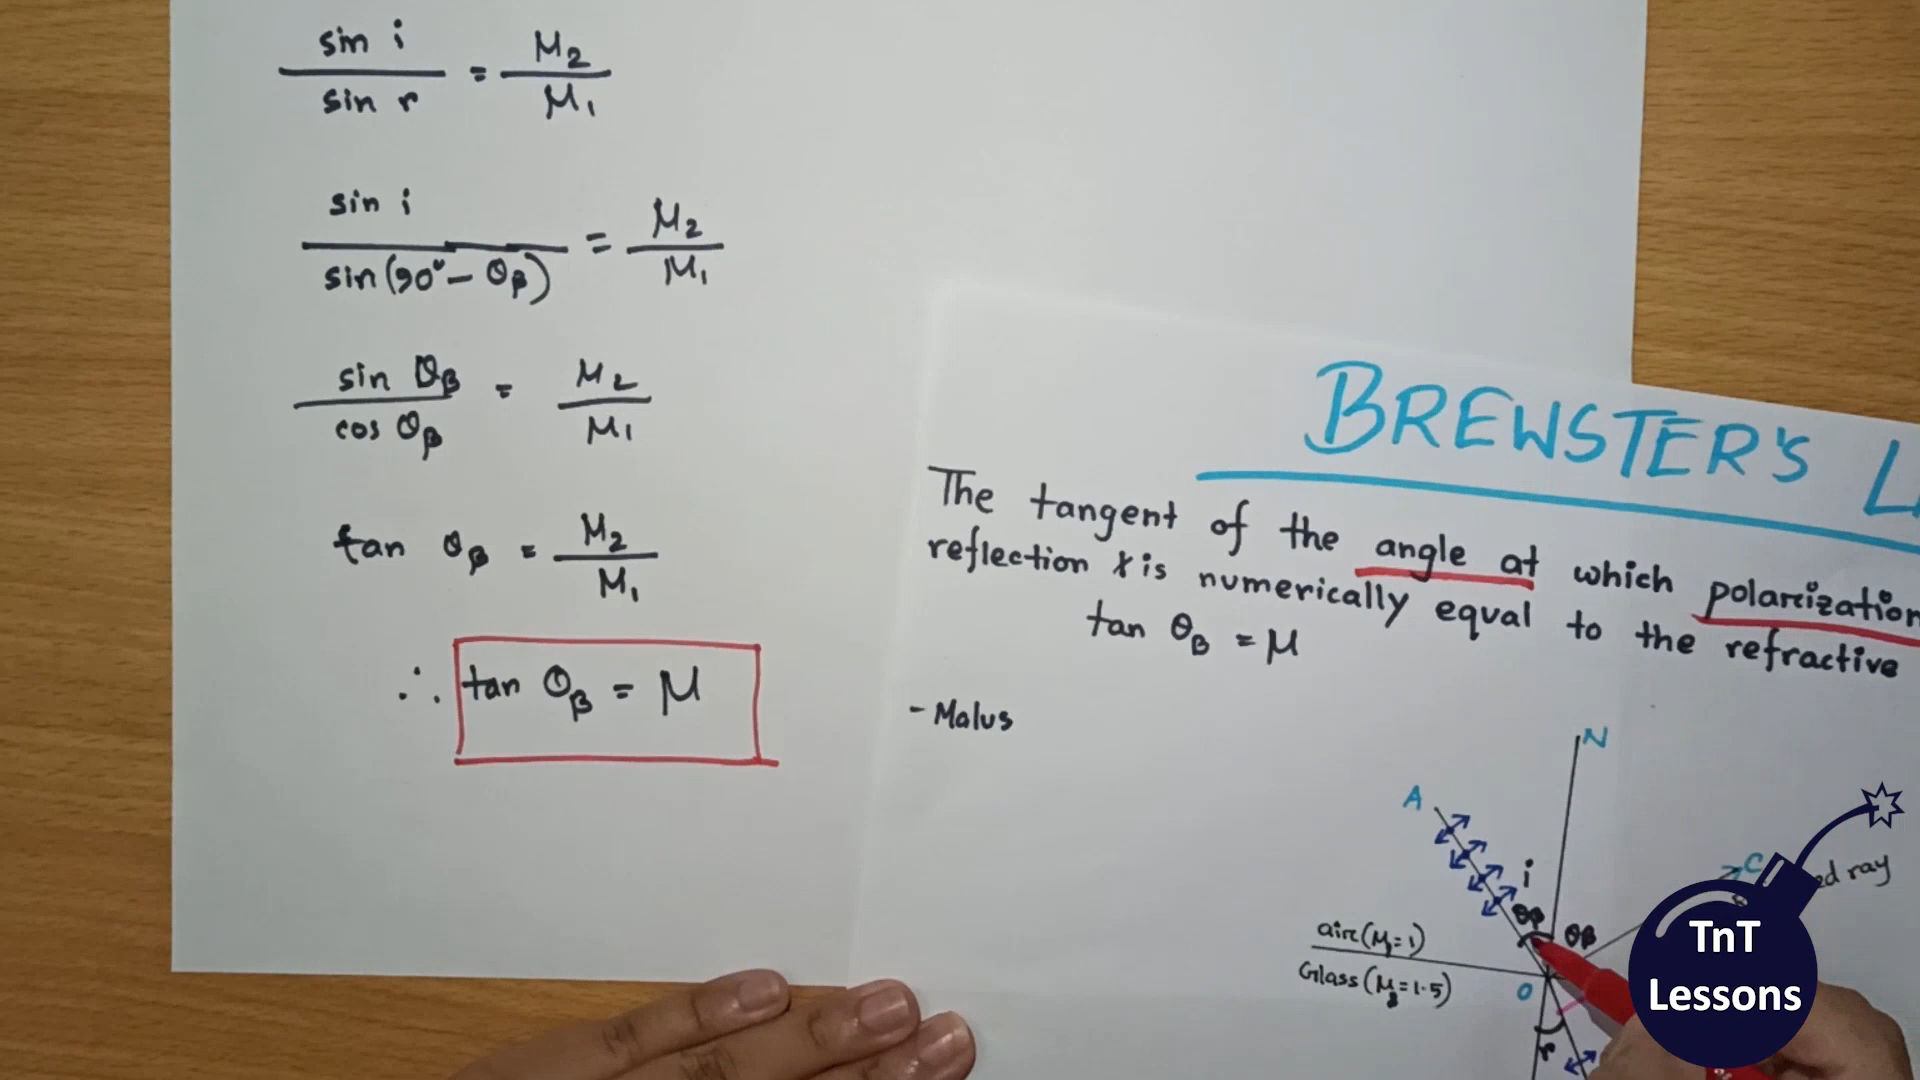 sin i / sin r = μ₂ / μ₁
sin i / sin(90° - θβ) = μ₂ / μ₁
sin θβ / cos θβ = μ₂ / μ₁
tan θβ = μ₂ / μ₁
∴ tan θβ = μ
BREWSTER'S L
The tangent of the angle at which polarization
reflection is numerically equal to the refractive
tan θB = μ
- Malus
N
A
C
i
ed ray
θβ θβ
air(μ = 1)
Glass(μg = 1.5)
O
r
TnT
Lessons